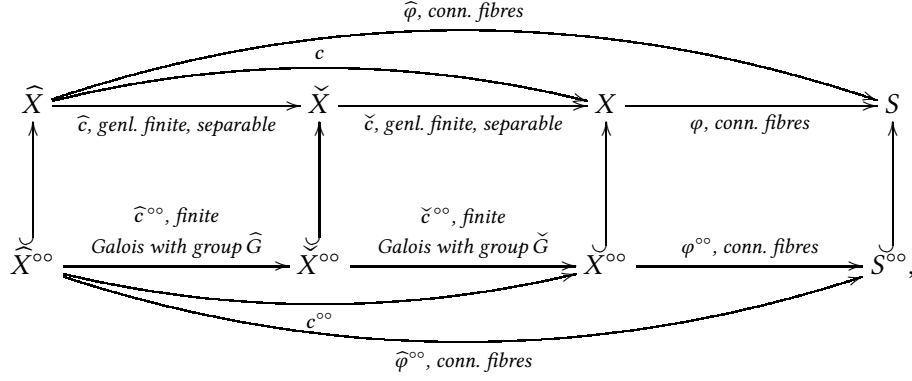 φ̂, conn. fibres
c
X̂ X̌ X S
ĉ, genl. finite, separable č, genl. finite, separable φ, conn. fibres
ĉ°°, finite č°°, finite
Galois with group Ĝ Galois with group Ǧ φ°°, conn. fibres
X̂°° X̌°° X°° S°°,
c°°
φ̂°°, conn. fibres